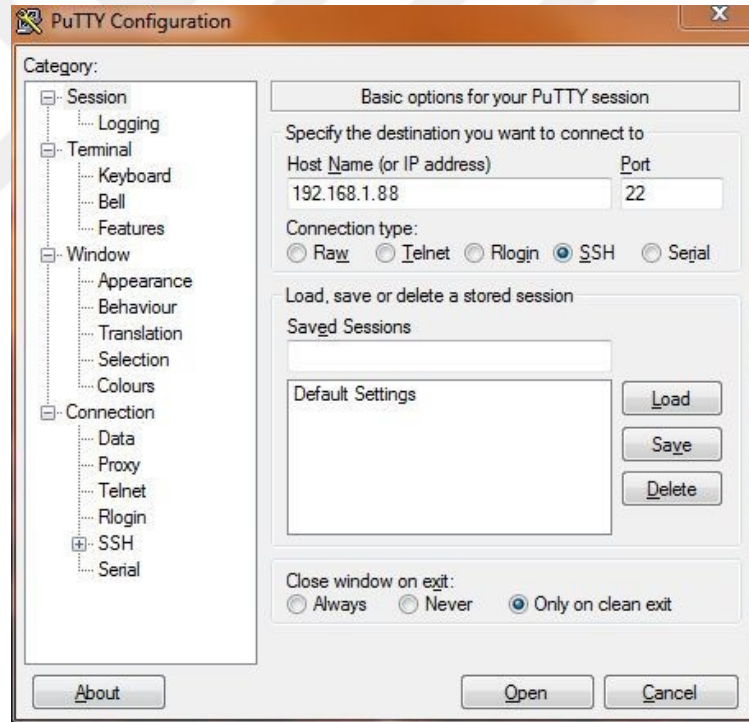 PuTTY Configuration
X
Category:
Session
Logging
Terminal
Keyboard
Bell
Features
Window
Appearance
Behaviour
Translation
Selection
Colours
Connection
Data
Proxy
Telnet
Rlogin
SSH
Serial
Basic options for your PuTTY session
Specify the destination you want to connect to
Host Name (or IP address) Port
192.168.1.88 22
Connection type:
Raw Telnet Rlogin SSH Serial
Load, save or delete a stored session
Saved Sessions
Default Settings
Load
Save
Delete
Close window on exit:
Always Never Only on clean exit
About Open Cancel